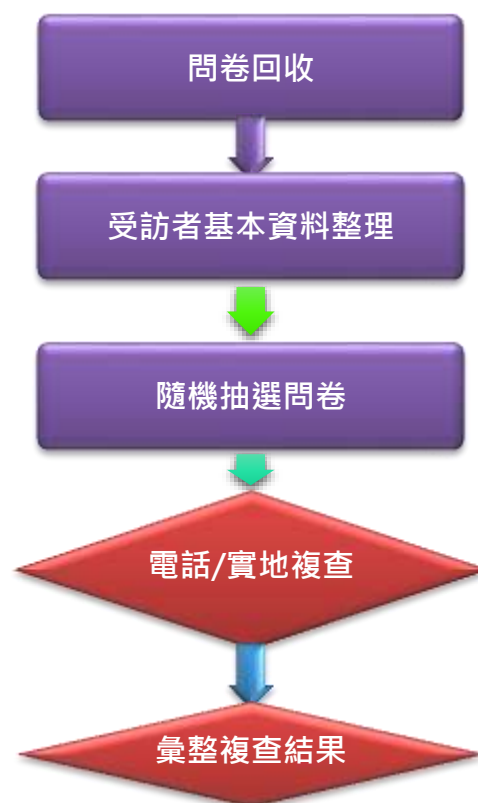 問卷回收
受訪者基本資料整理
隨機抽選問卷
電話/實地複查
彙整複查結果